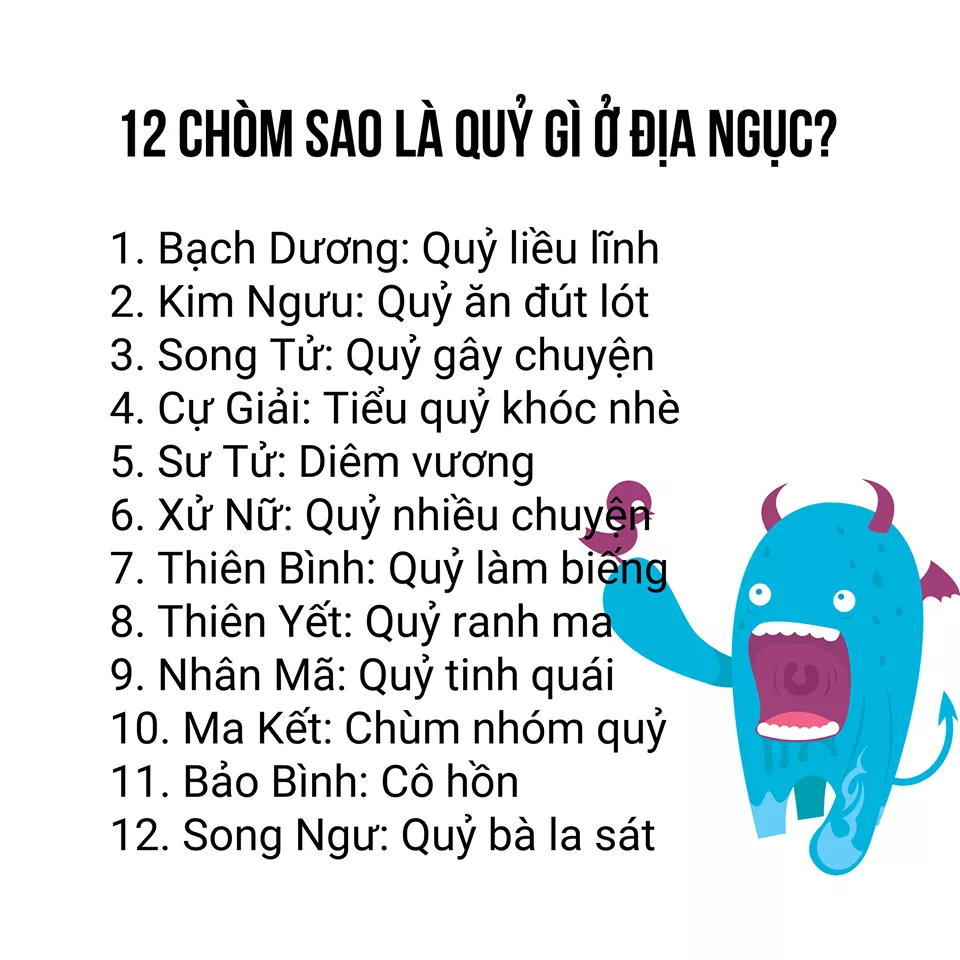 12 CHÒM SAO LÀ QUỶ GÌ Ở ĐỊA NGỤC?
1. Bạch Dương: Quỷ liều lĩnh
2. Kim Ngưu: Quỷ ăn đút lót
3. Song Tử: Quỷ gây chuyện
4. Cự Giải: Tiểu quỷ khóc nhè
5. Sư Tử: Diêm vương
6. Xử Nữ: Quỷ nhiều chuyện
7. Thiên Bình: Quỷ làm biếng
8. Thiên Yết: Quỷ ranh ma
9. Nhân Mã: Quỷ tinh quái
10. Ma Kết: Chùm nhóm quỷ
11. Bảo Bình: Cô hồn
12. Song Ngư: Quỷ bà la sát